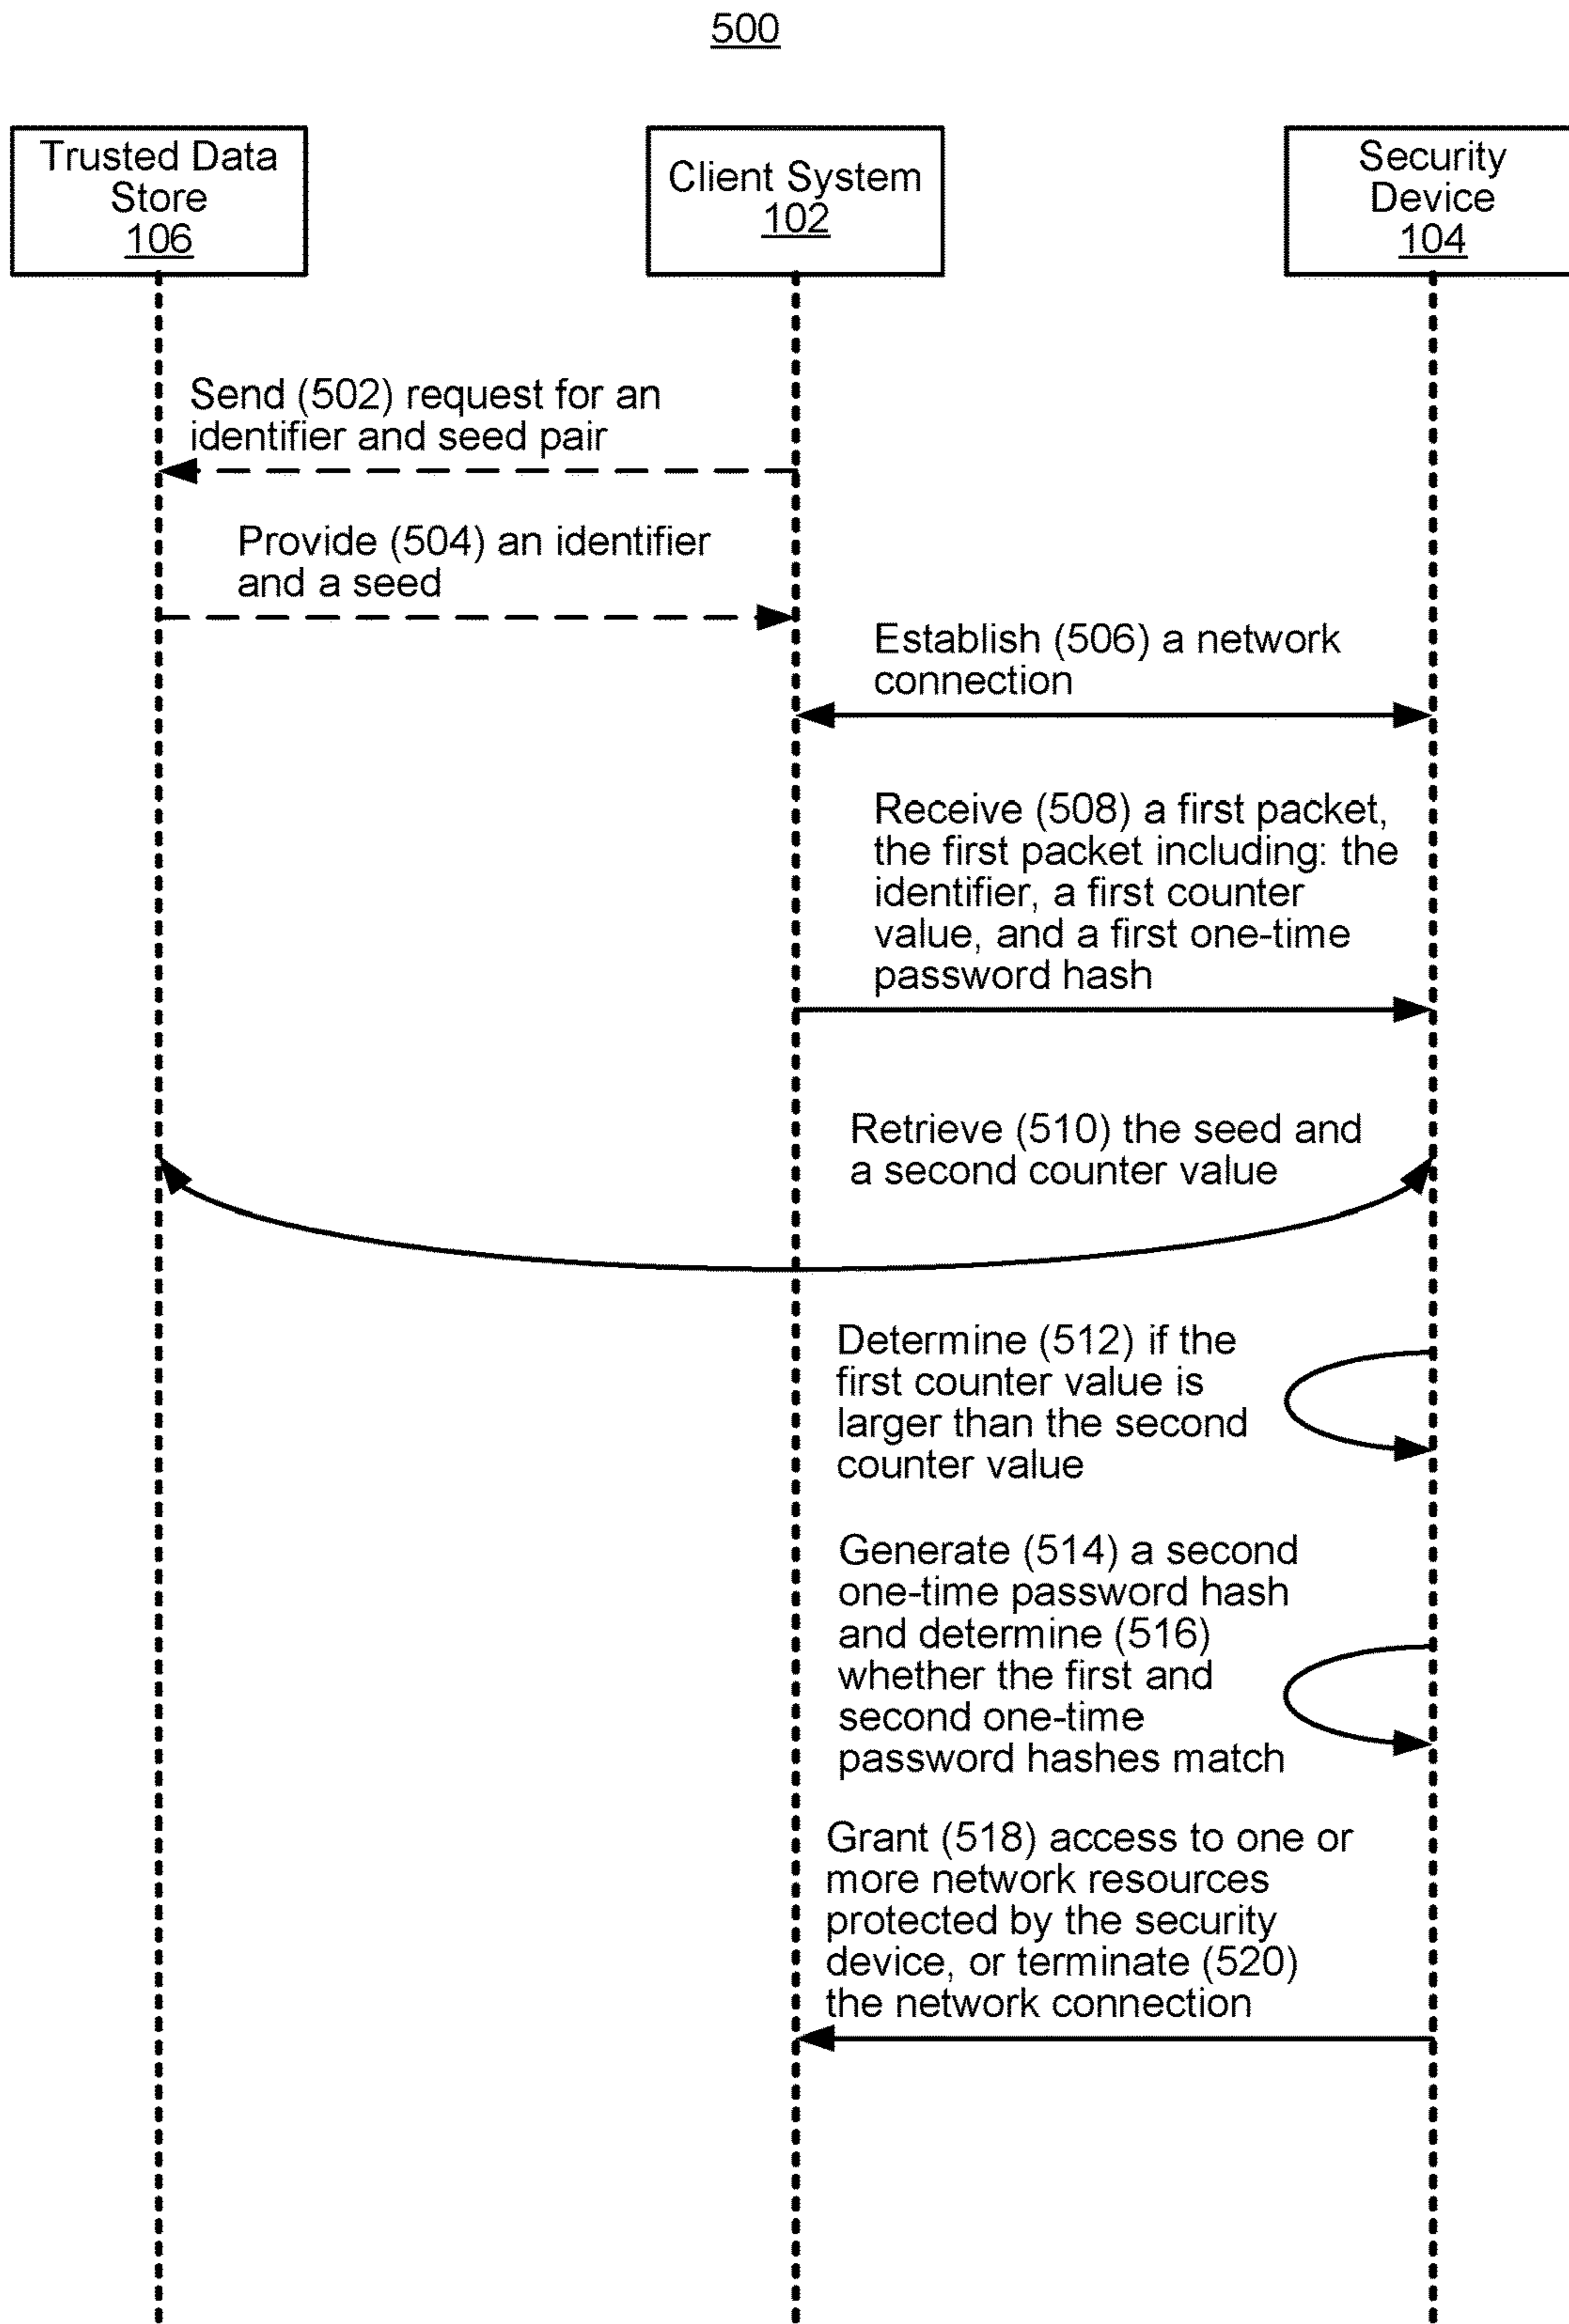 500
Trusted Data
Store
106
Client System
102
Security
Device
104
Send (502) request for an
identifier and seed pair
Provide (504) an identifier
and a seed
Establish (506) a network
connection
Receive (508) a first packet,
the first packet including: the
identifier, a first counter
value, and a first one-time
password hash
Retrieve (510) the seed and
a second counter value
Determine (512) if the
first counter value is
larger than the second
counter value
Generate (514) a second
one-time password hash
and determine (516)
whether the first and
second one-time
password hashes match
Grant (518) access to one or
more network resources
protected by the security
device, or terminate (520)
the network connection